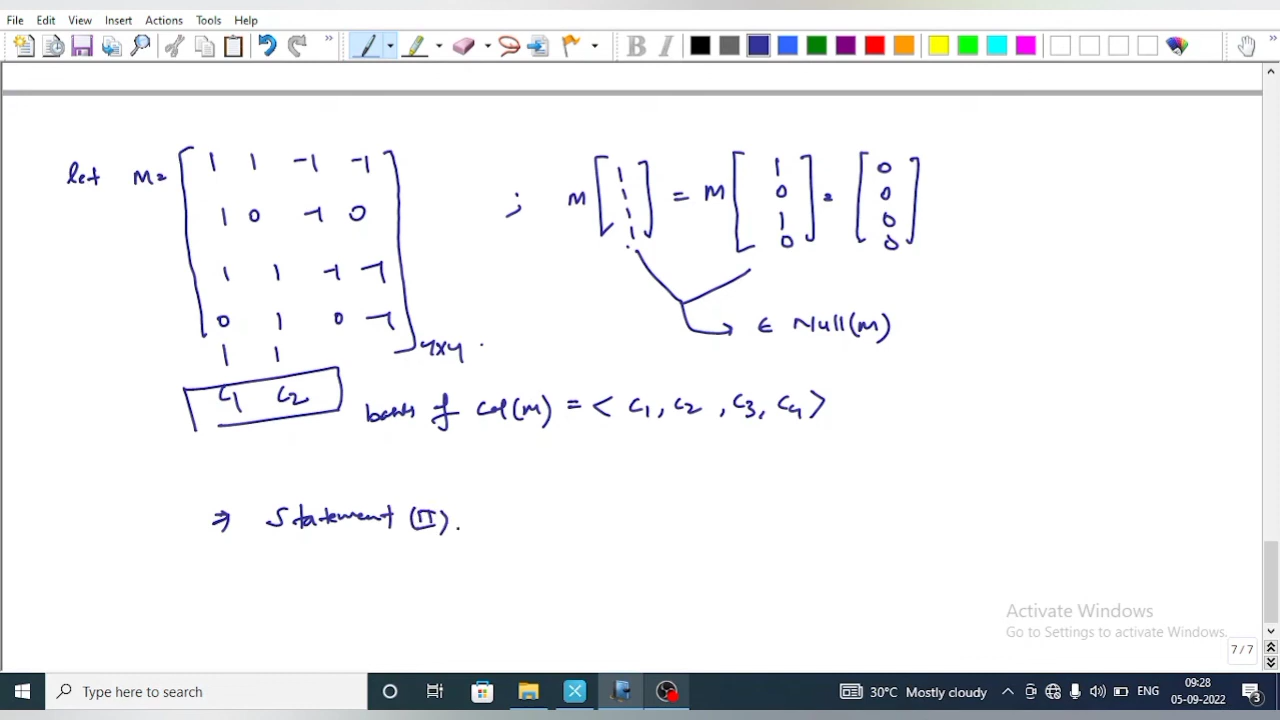 File Edit View Insert Actions Tools Help
let M = [ 1 1 -1 -1
1 0 -1 0
1 1 -1 -1
0 1 0 -1 ] 4x4 .
; M [ 1 1 1 1 ] = M [ 1 0 1 0 ] = [ 0 0 0 0 ]
→ ∈ Null(M)
1 1
C1 C2
basis of Col(M) = < C1, C2 , C3, C4 >
⇒ Statement (II).
Activate Windows
Go to Settings to activate Windows.
7 / 7
Type here to search
30°C Mostly cloudy
ENG
09:28
05-09-2022
3